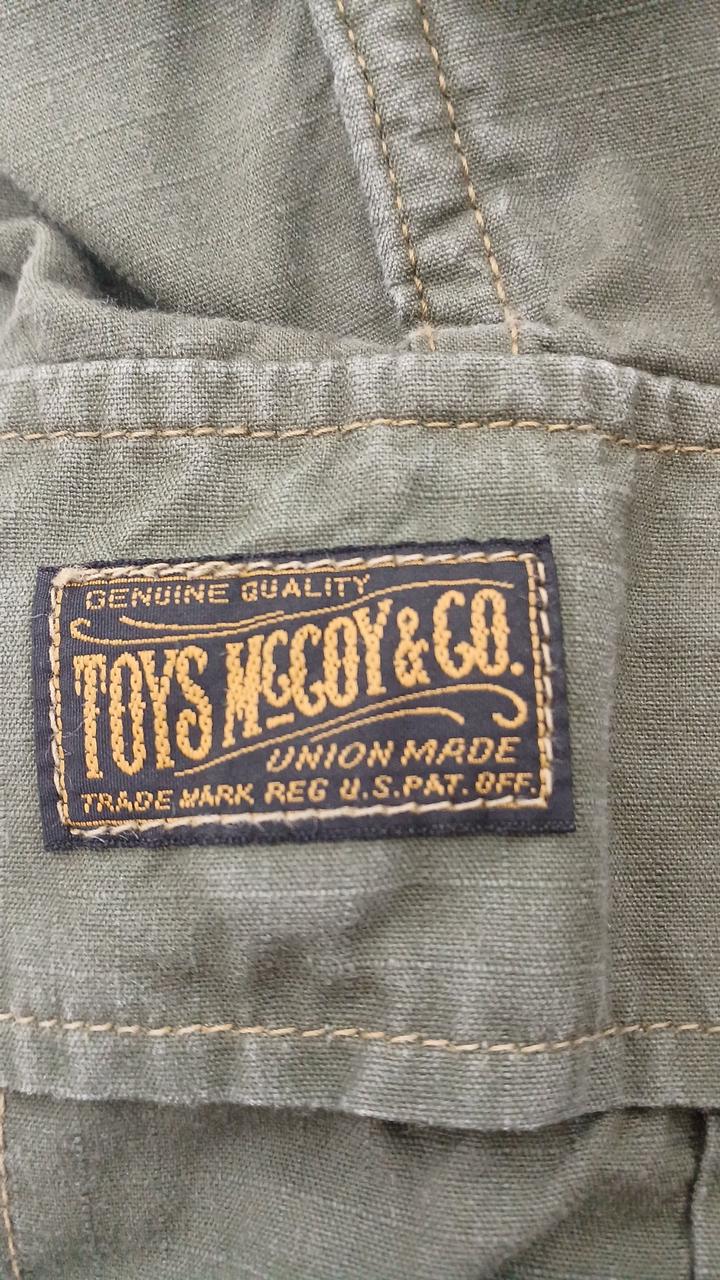 GENUINE QUALITY
TOYS McCOY & CO.
UNION MADE
TRADE MARK REG U.S.PAT. OFF.